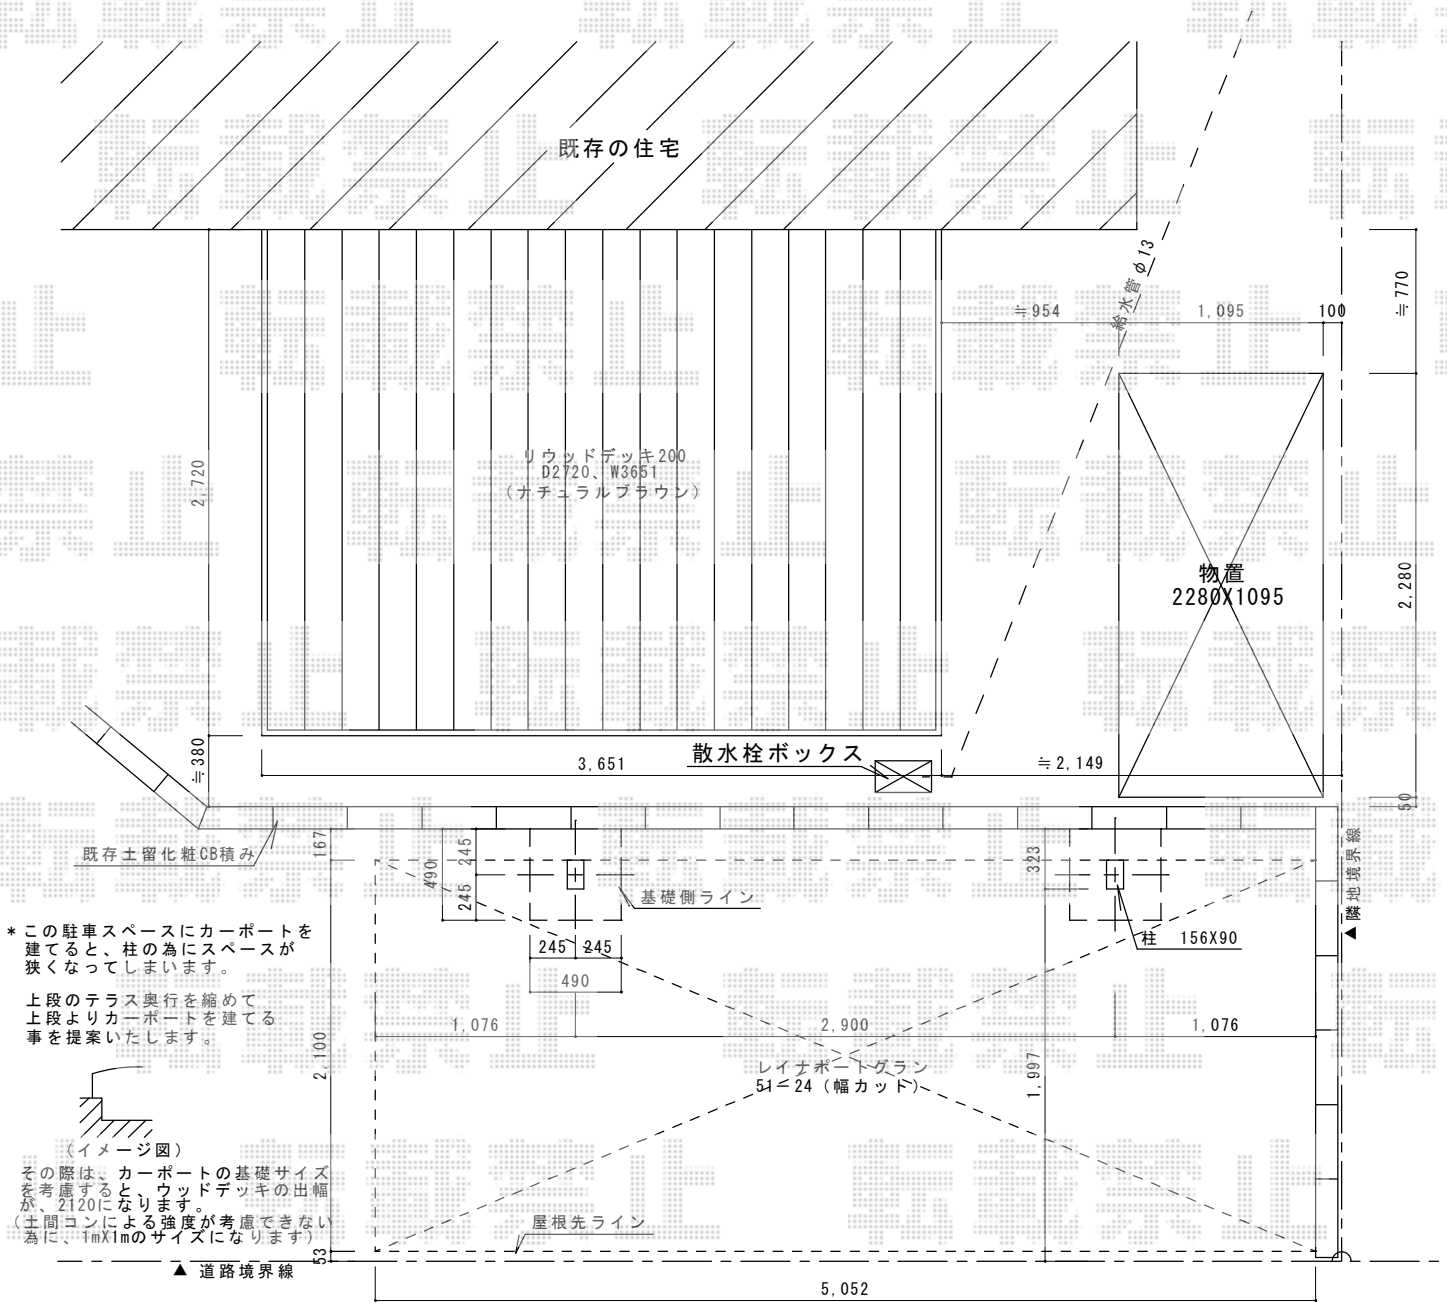 既存の住宅
給水管φ13
≒954
1,095
100
≒770
リウッドデッキ200
D2720、W3651
(ナチュラルブラウン)
2,720
物置
2280X1095
2,280
散水栓ボックス
≒380
3,651
≒2,149
50
既存土留化粧CB積み
167
490
245
245
基礎側ライン
323
隣地境界線
柱 156X90
245
245
490
*この駐車スペースにカーポートを
建てると、柱の為にスペースが
狭くなってしまいます。
上段のテラス奥行を縮めて
上段よりカーポートを建てる
事を提案いたします。
1,076
2,900
1,076
2,100
1,997
レイナポートグラン
51-24(幅カット)
(イメージ図)
その際は、カーポートの基礎サイズ
を考慮すると、ウッドデッキの出幅
が、2120になります。
(土間コンによる強度が考慮できない
為に、1mX1mのサイズになります)
屋根先ライン
53
▲ 道路境界線
5,052
転載禁止